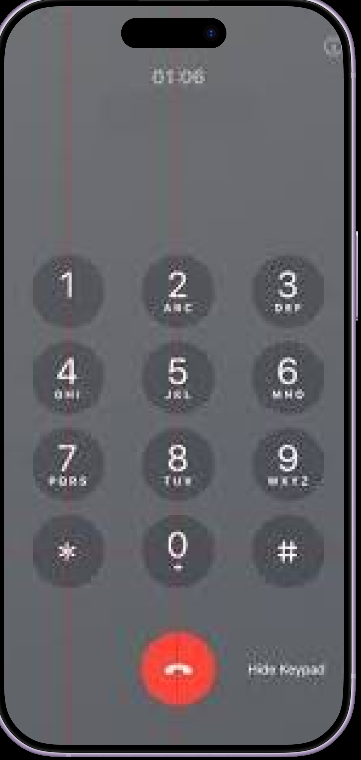 01:06
1 2 3
ABC DEF
4 5 6
GHI JKL MNO
7 8 9
PQRS TUV WXYZ
* 0 #
+
Hide Keypad